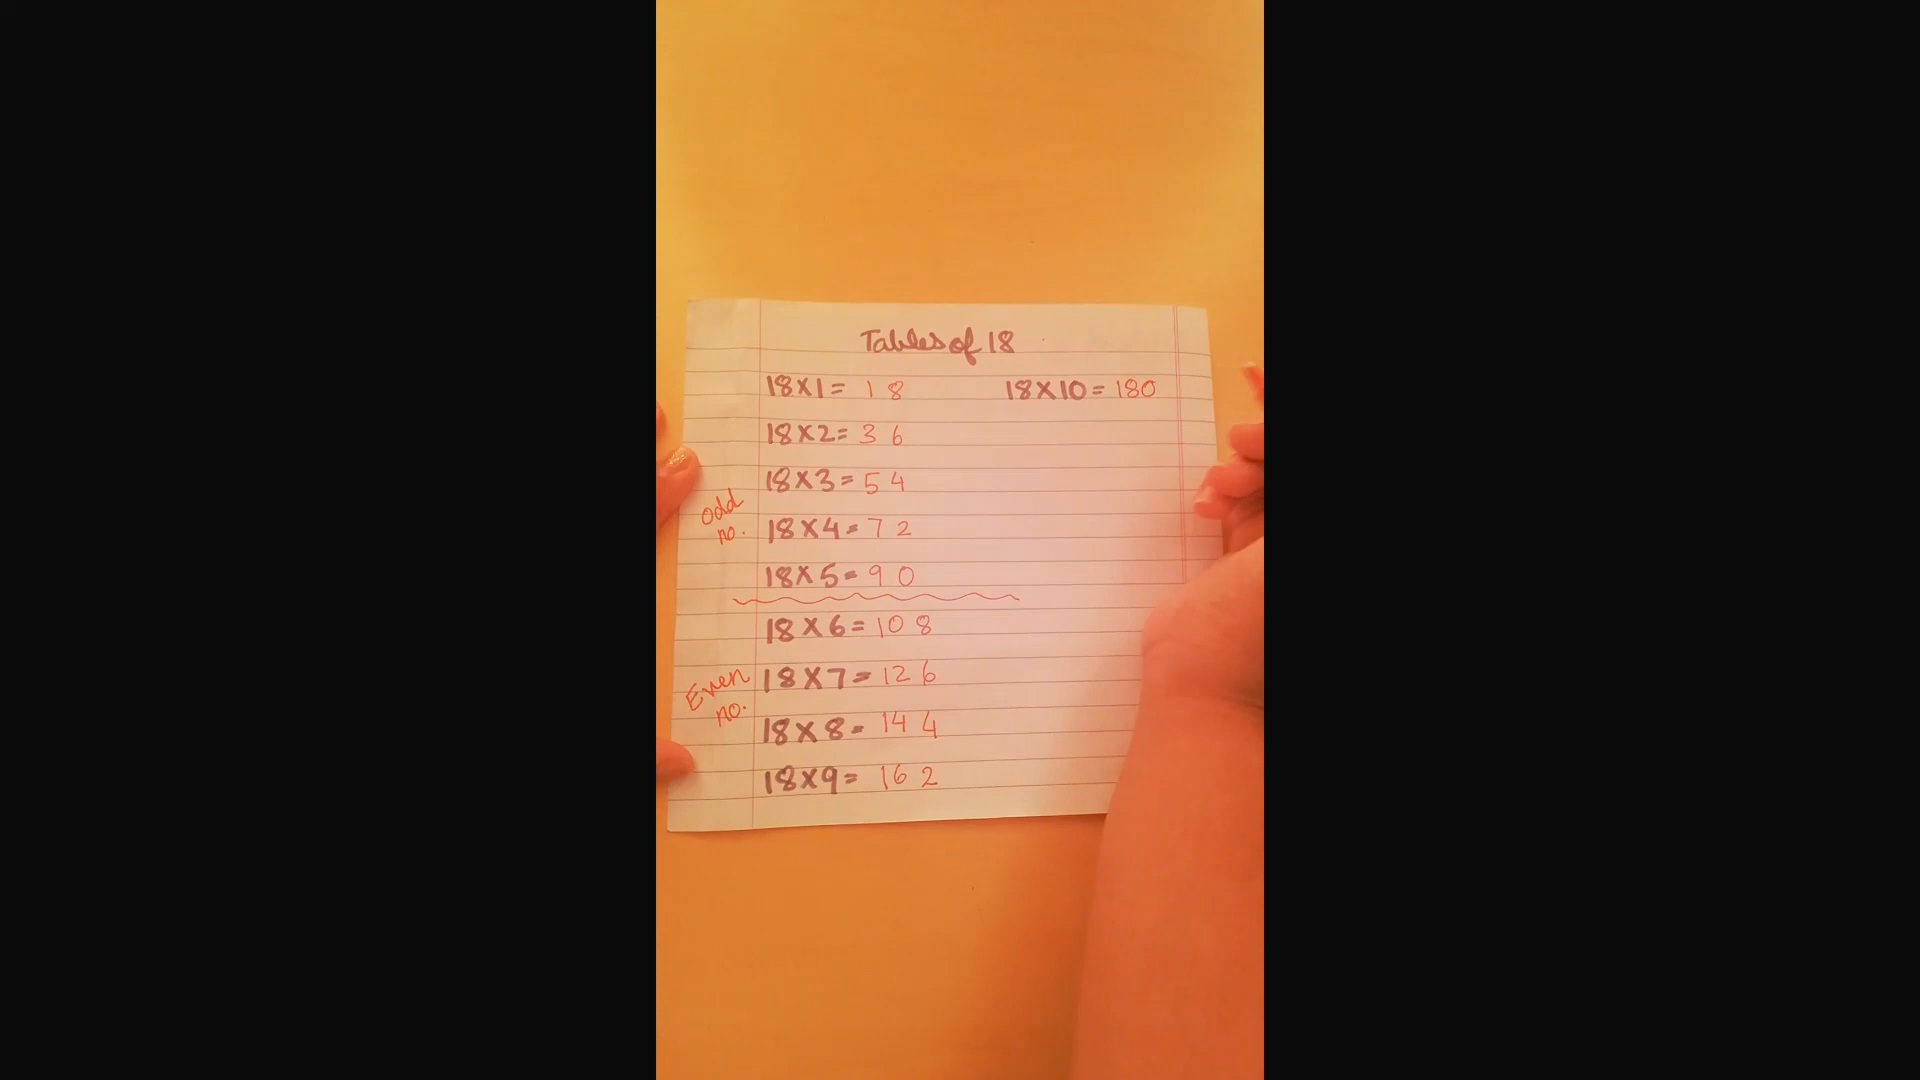 Tables of 18
18X1= 18
18X2= 36
18X3= 54
odd
no.
18X4= 72
18X5= 90
18X6= 108
Even
no.
18X7= 126
18X8= 144
18X9= 162
18X10= 180